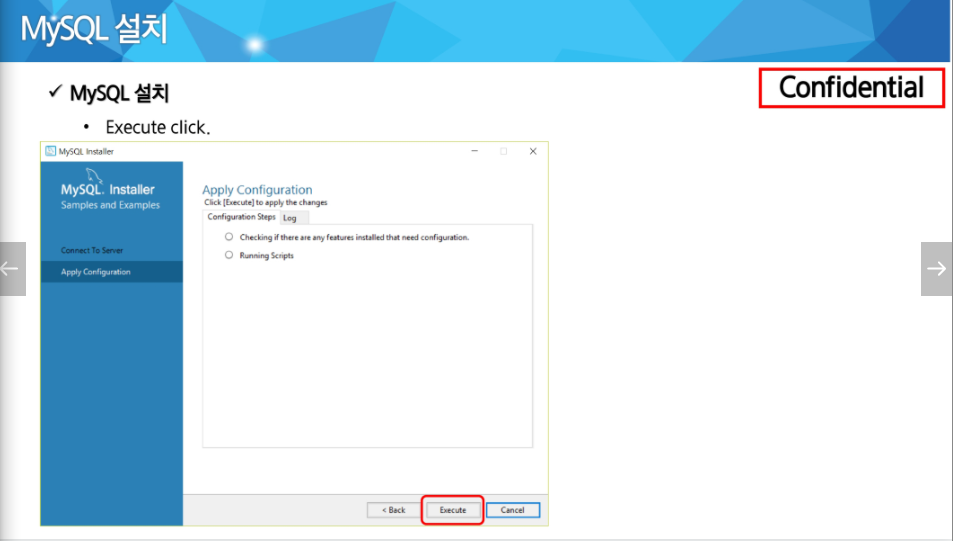 MySQL 설치
Confidential
✓ MySQL 설치
• Execute click.
MySQL Installer
MySQL. Installer
Samples and Examples
Connect To Server
Apply Configuration
Apply Configuration
Click [Execute] to apply the changes
Configuration Steps Log
Checking if there are any features installed that need configuration.
Running Scripts
< Back Execute Cancel